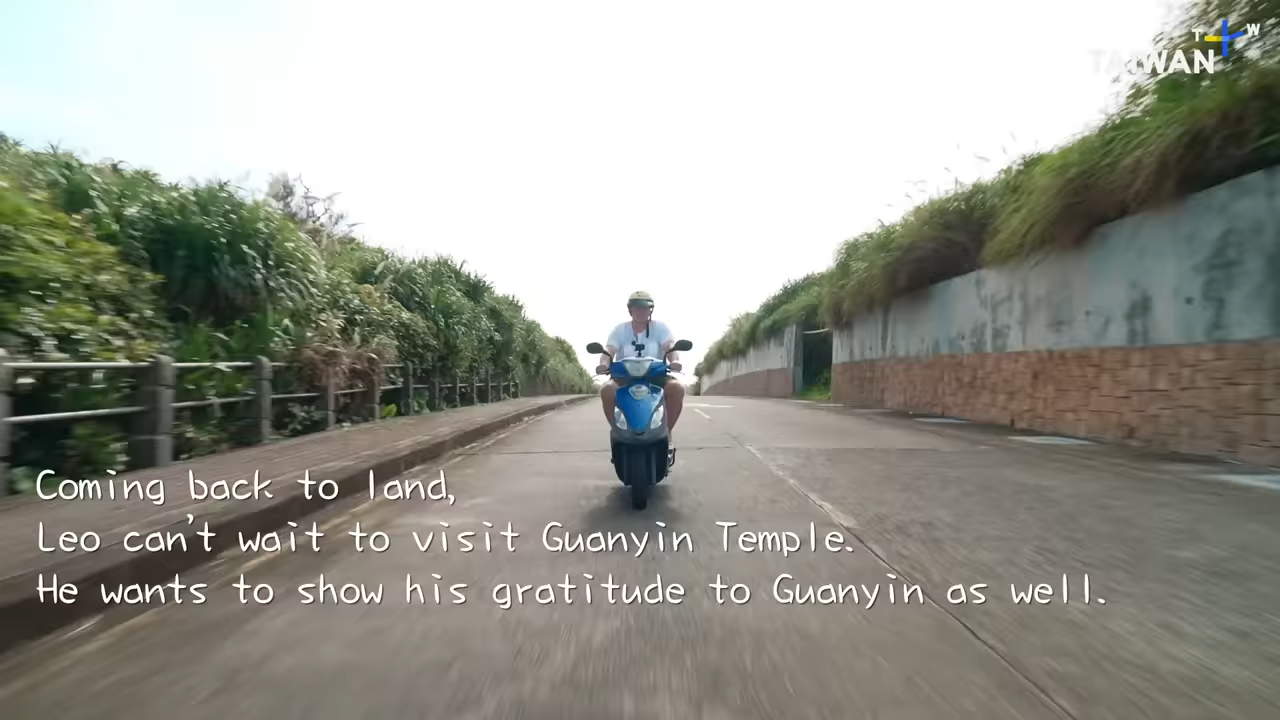 T W
TAIWAN
Coming back to land,
Leo can't wait to visit Guanyin Temple.
He wants to show his gratitude to Guanyin as well.